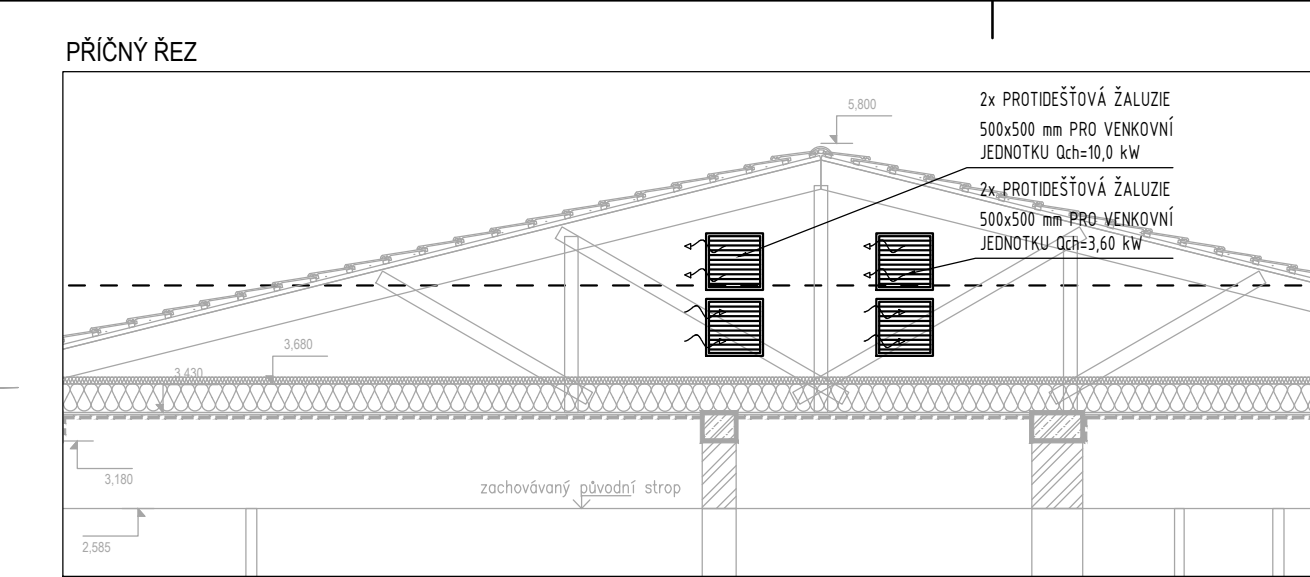 PŘÍČNÝ ŘEZ
5,800
2x PROTIDEŠŤOVÁ ŽALUZIE
500x500 mm PRO VENKOVNÍ
JEDNOTKU Qch=10,0 kW
2x PROTIDEŠŤOVÁ ŽALUZIE
500x500 mm PRO VENKOVNÍ
JEDNOTKU Qch=3,60 kW
3,680
3,430
3,180
zachovávaný původní strop
2,585